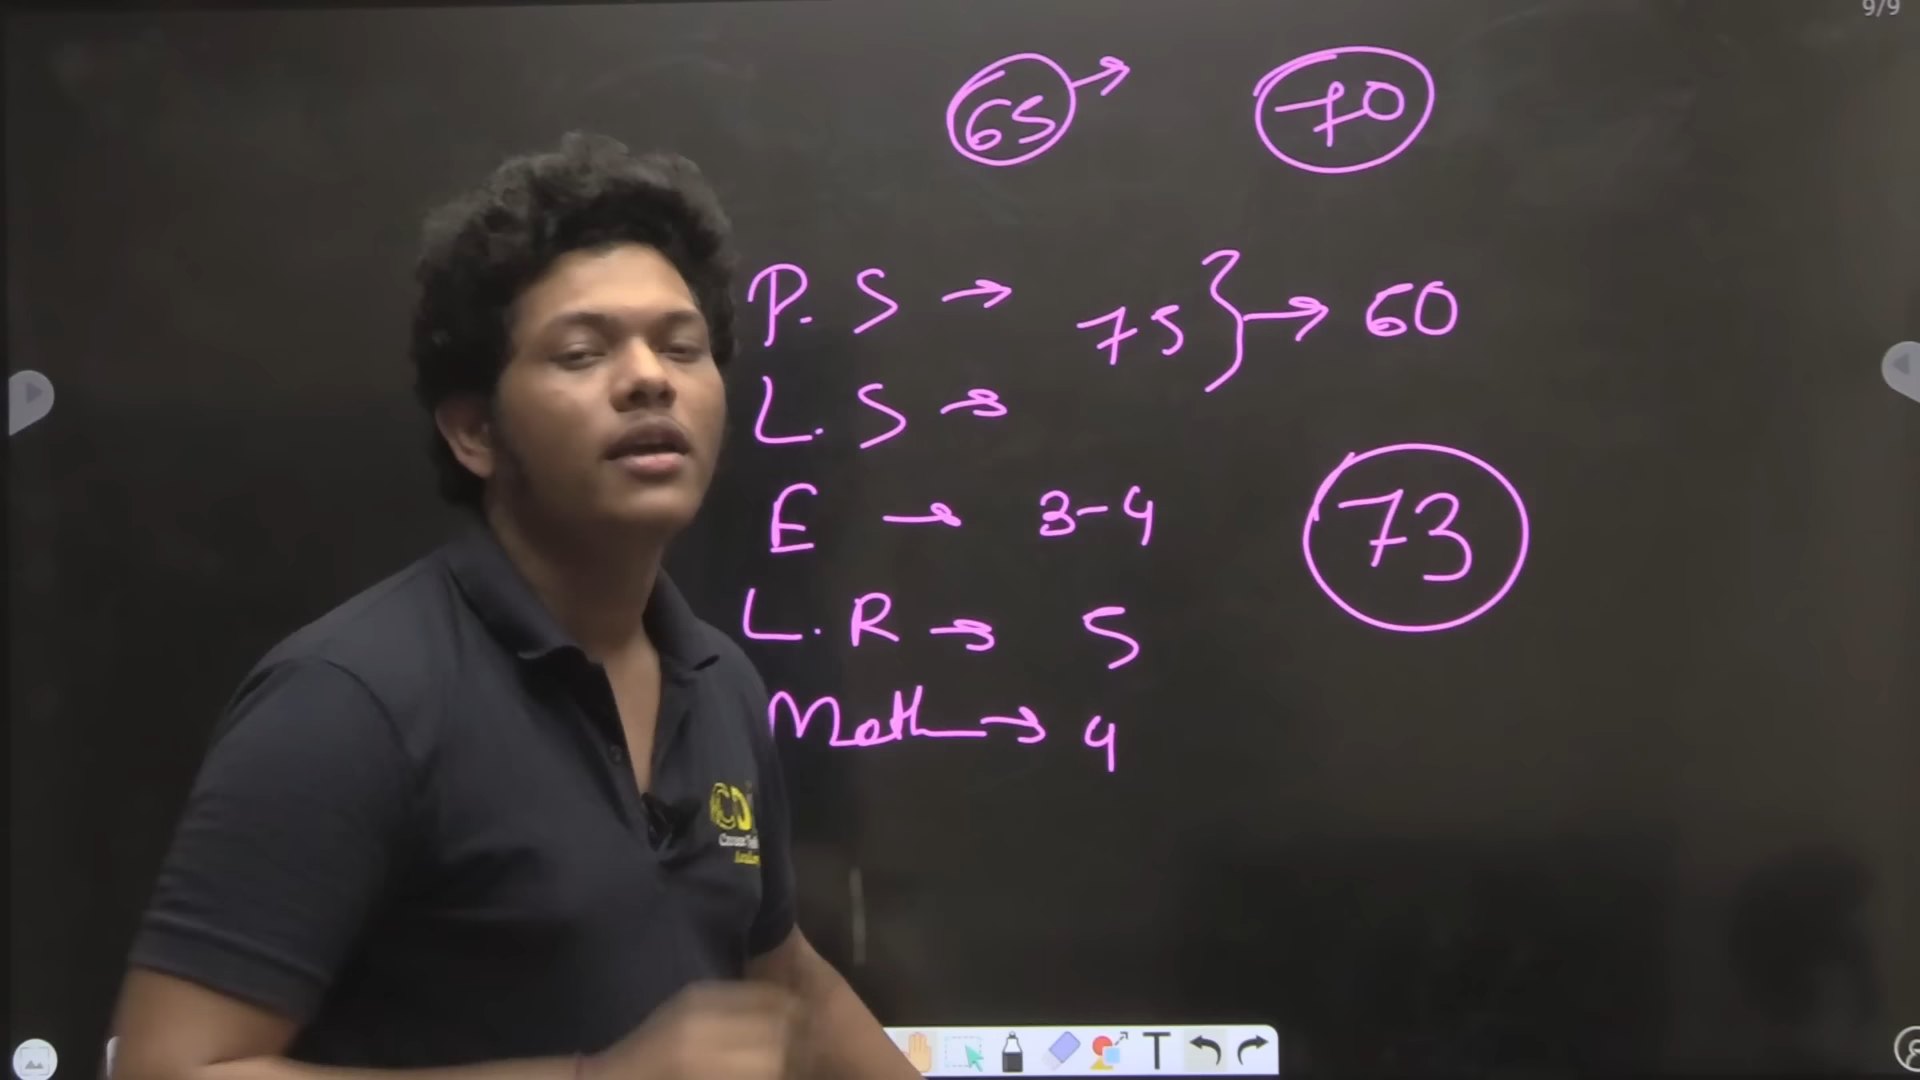 9/9
65 → 70
P. S → 75 } → 60
L. S →
E → 3-4
73
L. R → 5
Math → 4
T